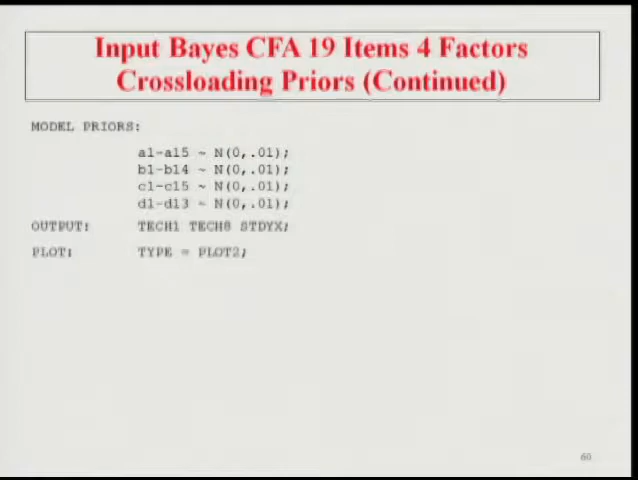 Input Bayes CFA 19 Items 4 Factors
Crossloading Priors (Continued)
MODEL PRIORS:
a1-a15 ~ N(0,.01);
b1-b14 ~ N(0,.01);
c1-c15 ~ N(0,.01);
d1-d13 ~ N(0,.01);
OUTPUT: TECH1 TECH8 STDYX;
PLOT: TYPE = PLOT2;
60